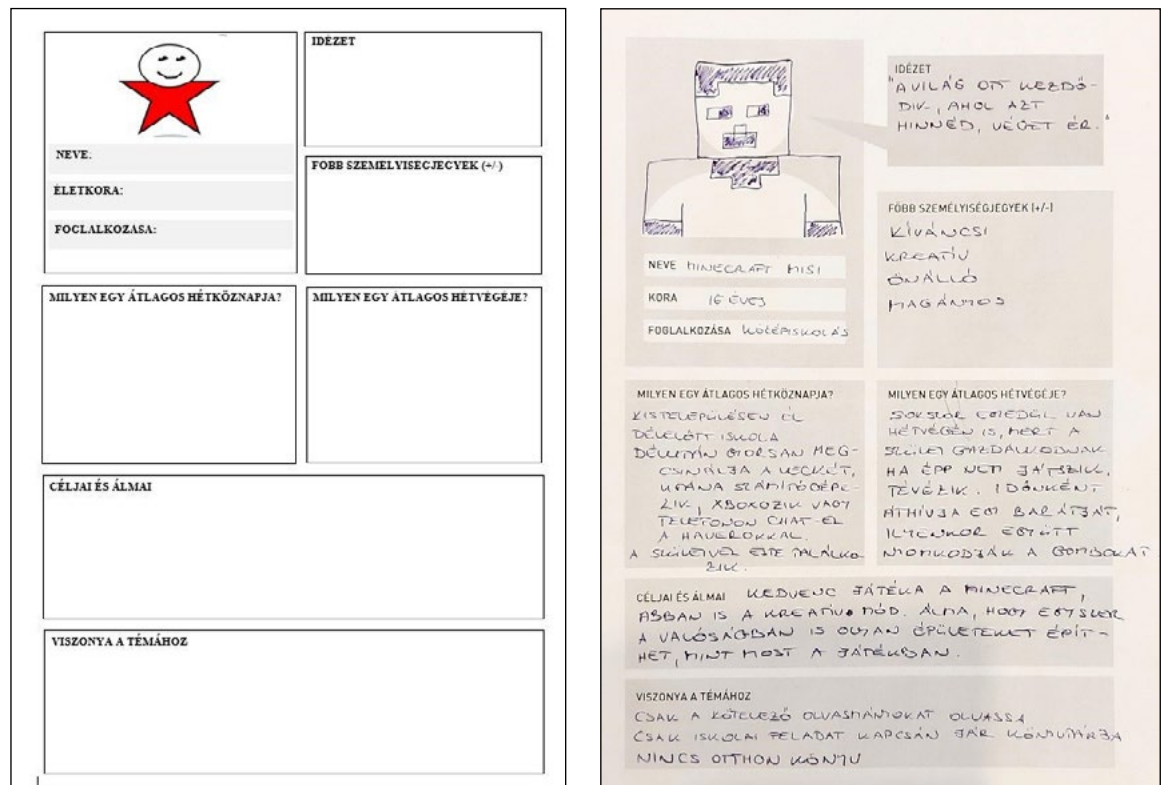 IDÉZET
NEVE:
ÉLETKORA:
FOGLALKOZÁSA:
FŐBB SZEMÉLYISÉGJEGYEK (+/-)
MILYEN EGY ÁTLAGOS HÉTKÖZNAPJA?
MILYEN EGY ÁTLAGOS HÉTVÉGÉJE?
CÉLJAI ÉS ÁLMAI
VISZONYA A TÉMÁHOZ
IDÉZET
"A VILÁG OTT KEZDŐ-
DIK, AHOL AZT
HINNÉD, VÉGET ÉR."
NEVE MINECRAFT MISI
KORA 16 ÉVES
FOGLALKOZÁSA KÖZÉPISKOLÁS
FŐBB SZEMÉLYISÉGJEGYEK (+/-)
KÍVÁNCSI
KREATÍV
ÖNÁLLÓ
MAGÁNYOS
MILYEN EGY ÁTLAGOS HÉTKÖZNAPJA?
KISTELEPÜLÉSEN ÉL
DÉLELŐTT ISKOLA
DÉLUTÁN GYORSAN MEG-
CSINÁLJA A LECKÉT,
UTÁNA SZÁMÍTÓGÉPE-
ZIK, XBOXOZIK VAGY
TELEFONON CHAT-EL
A HAVEROKKAL.
A SZÜLEIVEL ESTE TALÁLKO
ZIK.
MILYEN EGY ÁTLAGOS HÉTVÉGÉJE?
SOKSZOR EGYEDÜL VAN
HÉTVÉGÉN IS, MERT A
SZÜLEI GAZDÁLKODNAK
HA ÉPP NEM JÁTSZIK,
TÉVÉZIK. IDŐNKÉNT
ÁTHÍVJA EGY BARÁTJÁT,
ILYENKOR EGYÜTT
NYOMKODJÁK A GOMBOKAT
CÉLJAI ÉS ÁLMAI KEDVENC JÁTÉKA A MINECRAFT,
ABBAN IS A KREATÍV MÓD. ÁLMA, HOGY EGYSZER
A VALÓSÁGBAN IS OLYAN ÉPÜLETEKET ÉPÍT-
HET, MINT MOST A JÁTÉKBAN.
VISZONYA A TÉMÁHOZ
CSAK A KÖTELEZŐ OLVASMÁNYOKAT OLVASSA
CSAK ISKOLAI FELADAT KAPCSÁN JÁR KÖNYVTÁRBA
NINCS OTTHON KÖNYV